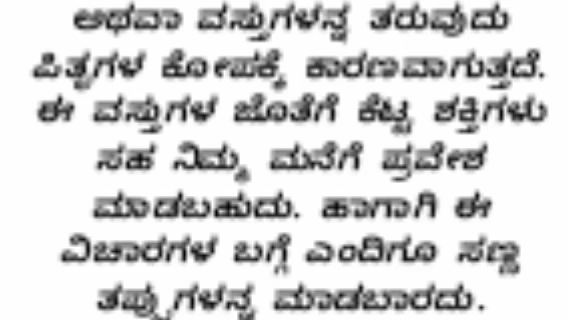 ಅಥವಾ ವಸ್ತುಗಳನ್ನ ತರುವುದು
ಪಿತೃಗಳ ಕೋಪಕ್ಕೆ ಕಾರಣವಾಗುತ್ತದೆ.
ಈ ವಸ್ತುಗಳ ಜೊತೆಗೆ ಕೆಟ್ಟ ಶಕ್ತಿಗಳು
ಸಹ ನಿಮ್ಮ ಮನೆಗೆ ಪ್ರವೇಶ
ಮಾಡಬಹುದು. ಹಾಗಾಗಿ ಈ
ವಿಚಾರಗಳ ಬಗ್ಗೆ ಎಂದಿಗೂ ಸಣ್ಣ
ತಪ್ಪುಗಳನ್ನ ಮಾಡಬಾರದು.